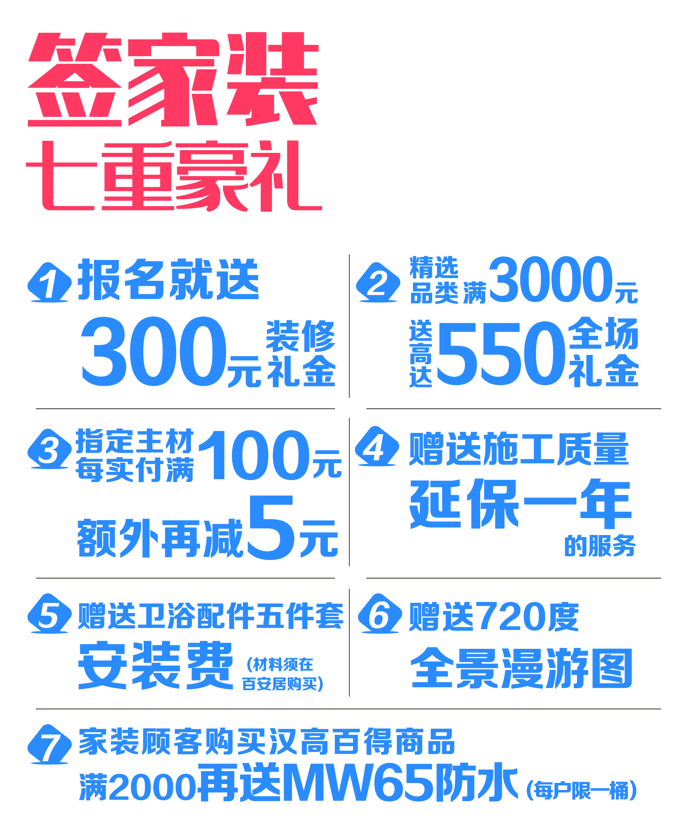 签家装
七重豪礼
1 报名就送
300元装修礼金
2 精选品类 满3000元
送高达550全场礼金
3 指定主材每实付满100元
额外再减5元
4 赠送施工质量
延保一年
的服务
5 赠送卫浴配件五件套
安装费(材料须在百安居购买)
6 赠送720度
全景漫游图
7 家装顾客购买汉高百得商品
满2000再送MW65防水(每户限一桶)